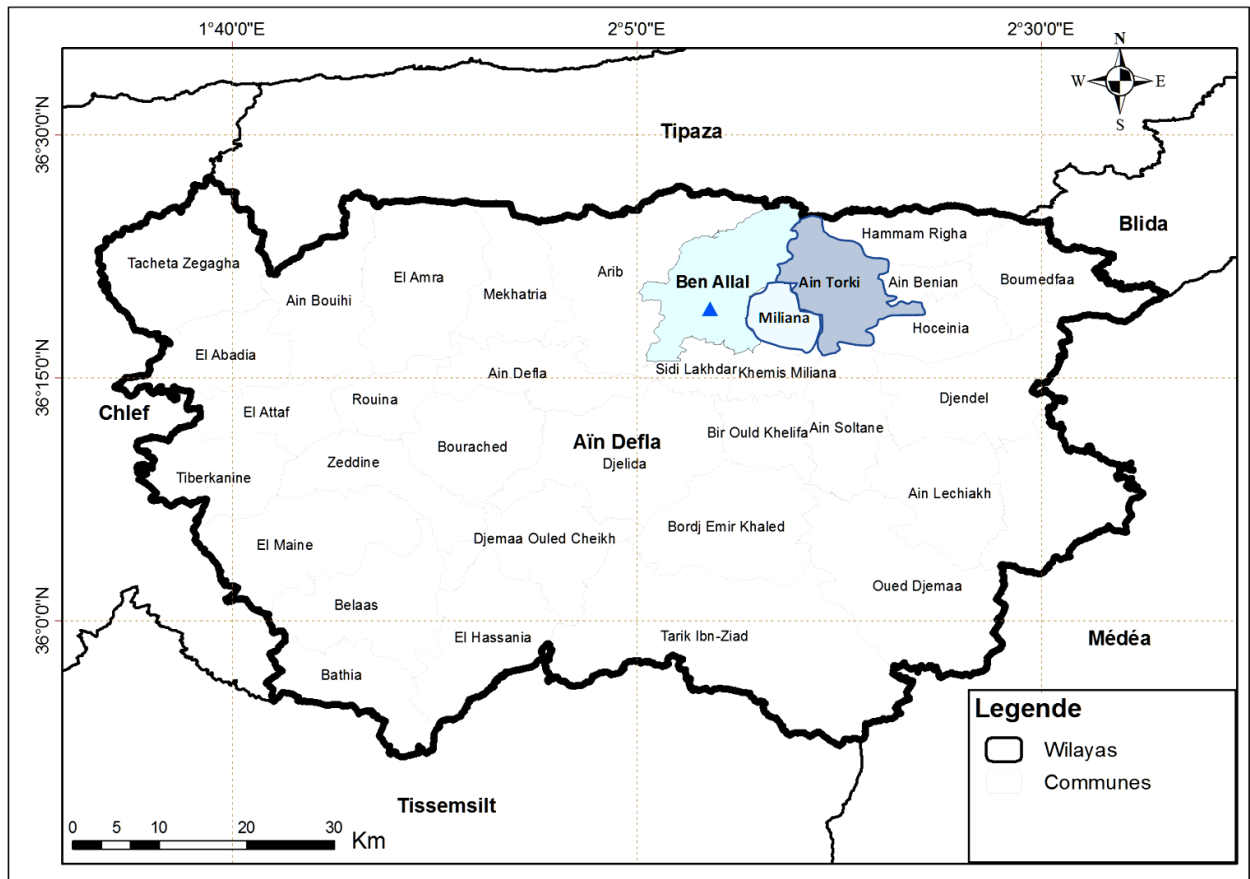 1°40'0"E
2°5'0"E
2°30'0"E
N
W
E
S
36°30'0"N
36°15'0"N
36°0'0"N
Tipaza
Blida
Hammam Righa
Tacheta Zegagha
Arib
El Amra
Ben Allal
Ain Torki
Ain Benian
Boumedfaa
Mekhatria
Ain Bouihi
Miliana
Hoceinia
El Abadia
Sidi Lakhdar
Khemis Miliana
Ain Defla
Rouina
Djendel
Chlef
El Attaf
Bir Ould Khelifa
Ain Soltane
Aïn Defla
Bourached
Djelida
Zeddine
Tiberkanine
Ain Lechiakh
Bordj Emir Khaled
Djemaa Ouled Cheikh
El Maine
Oued Djemaa
Belaas
El Hassania
Tarik Ibn-Ziad
Médéa
Bathia
Legende
Wilayas
Communes
Tissemsilt
0 5 10 20 30
Km